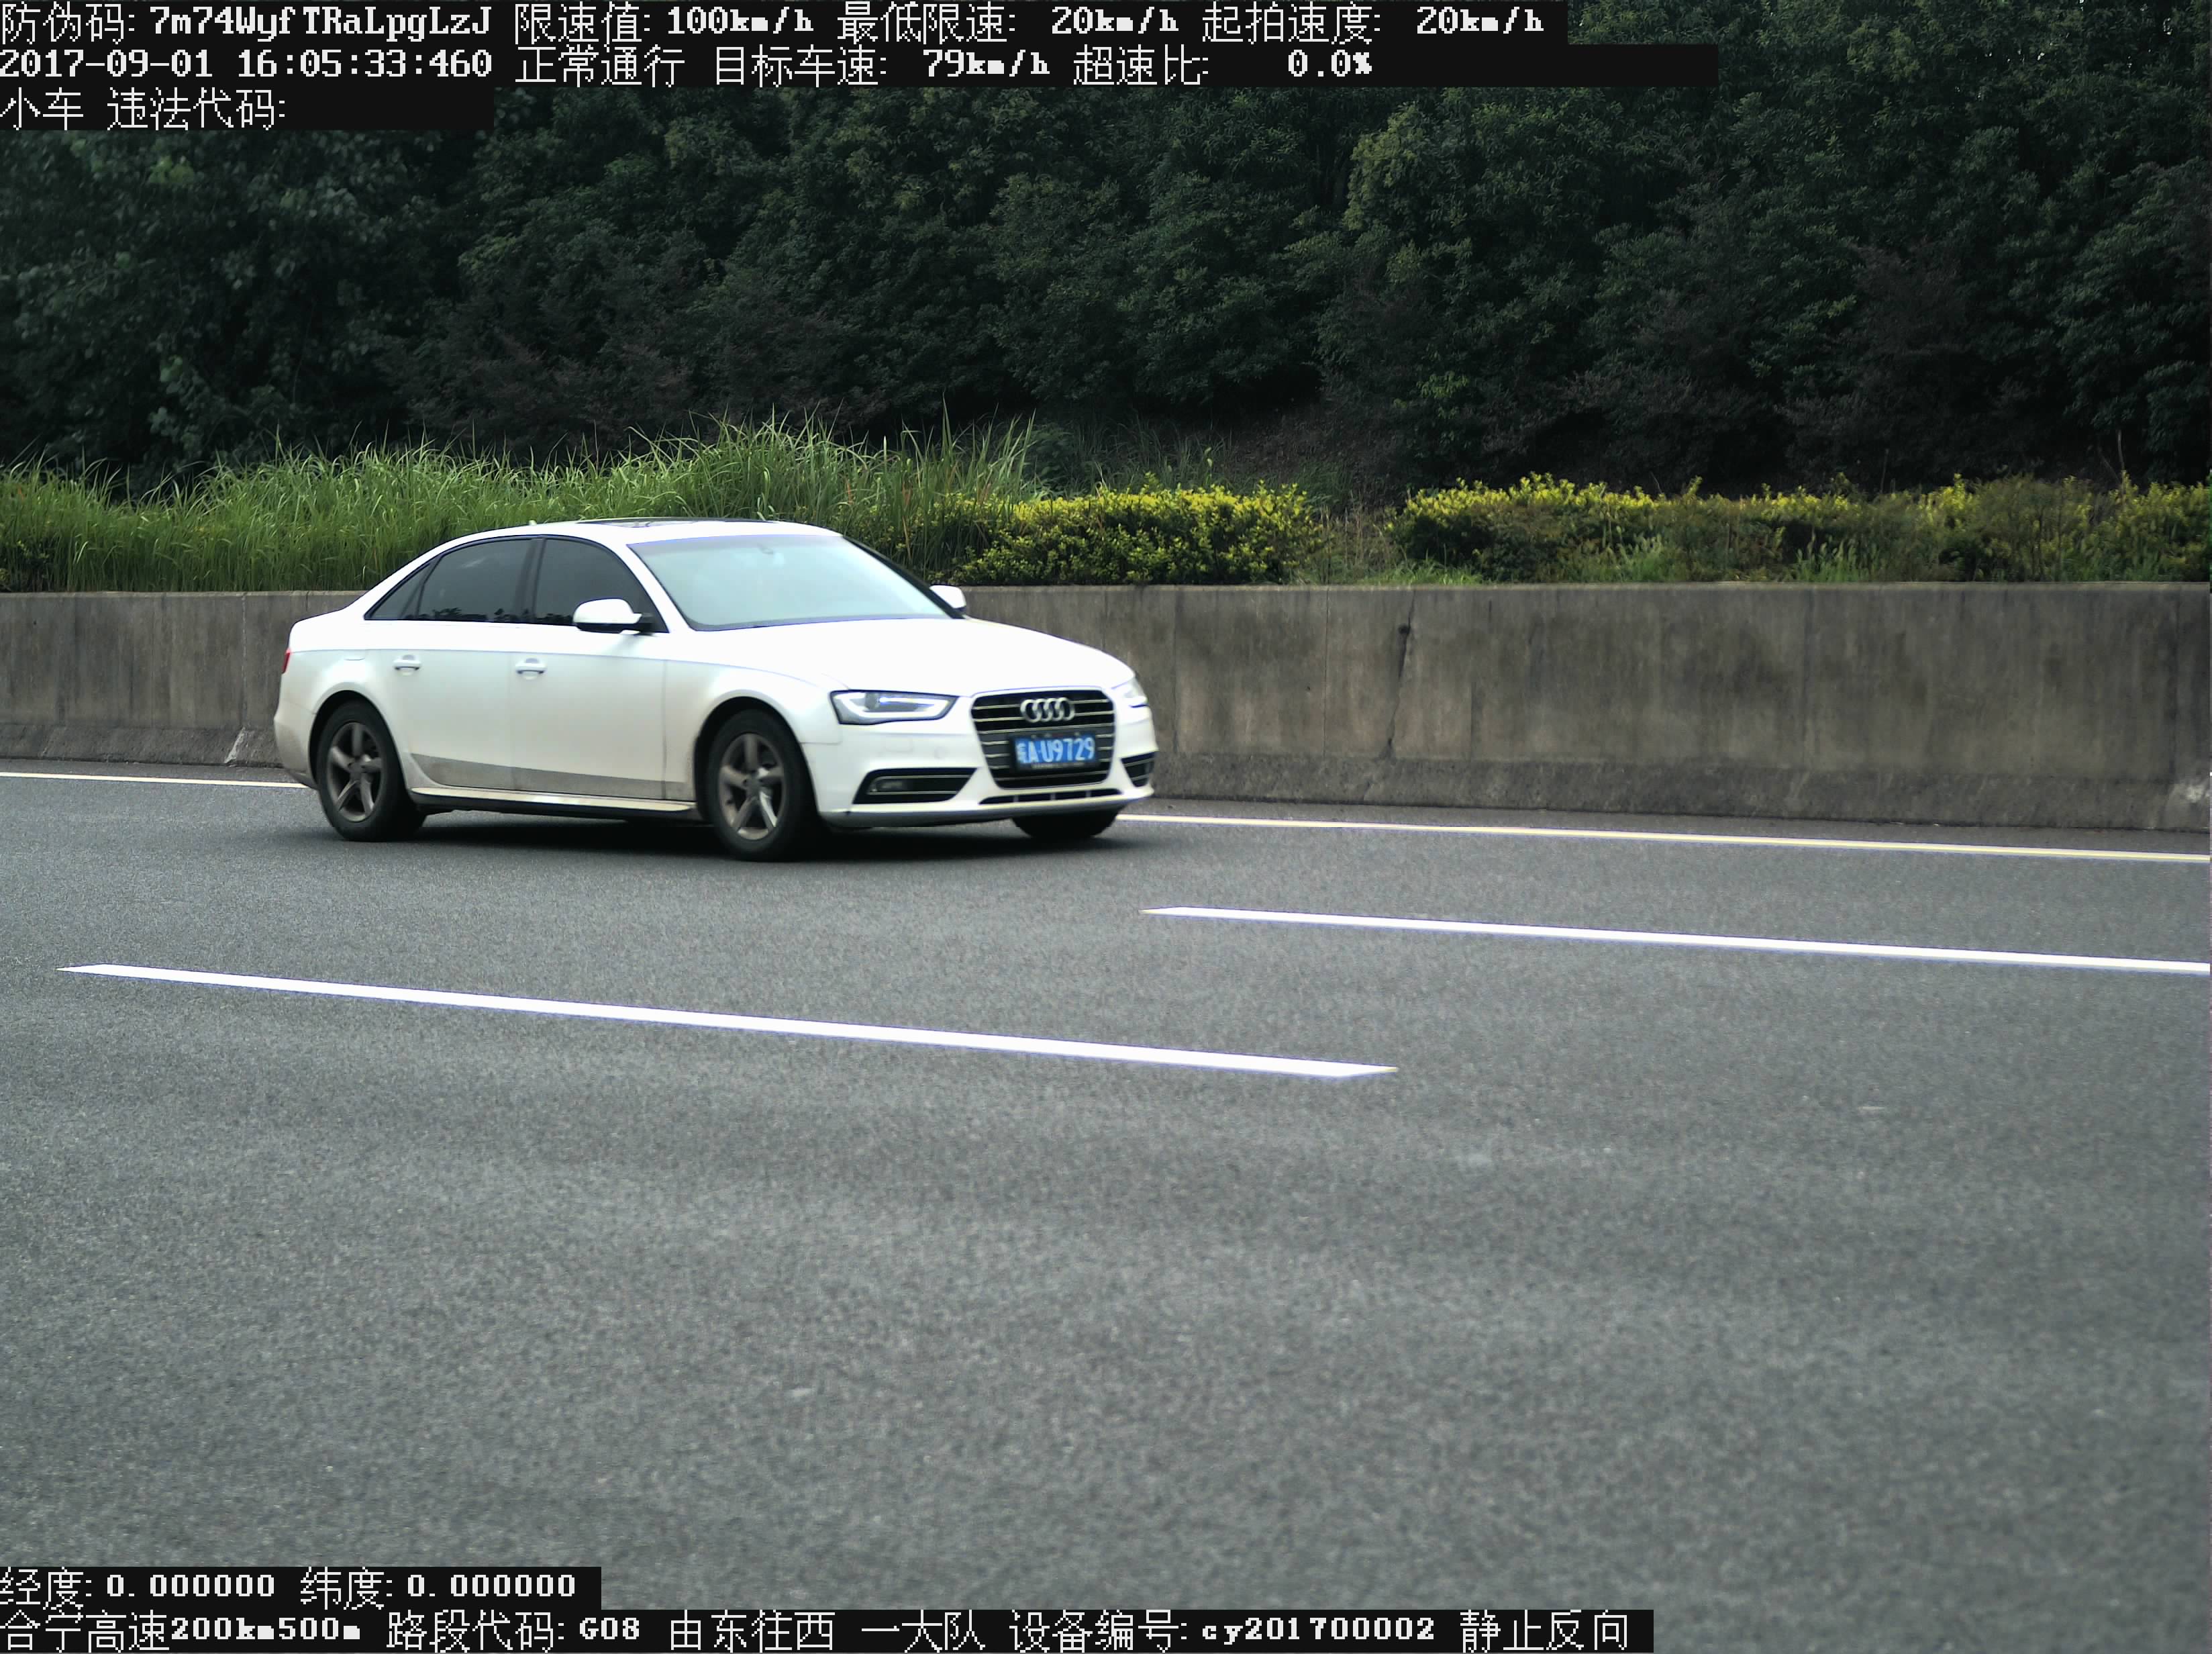 防伪码: 7m74WyfTRaLpgLzJ 限速值: 100km/h 最低限速: 20km/h 起拍速度: 20km/h
2017-09-01 16:05:33:460 正常通行 目标车速: 79km/h 超速比: 0.0%
小车 违法代码:
皖A·U9729
经度: 0.000000 纬度: 0.000000
合宁高速200km500m 路段代码: G08 由东往西 一大队 设备编号: cy201700002 静止反向